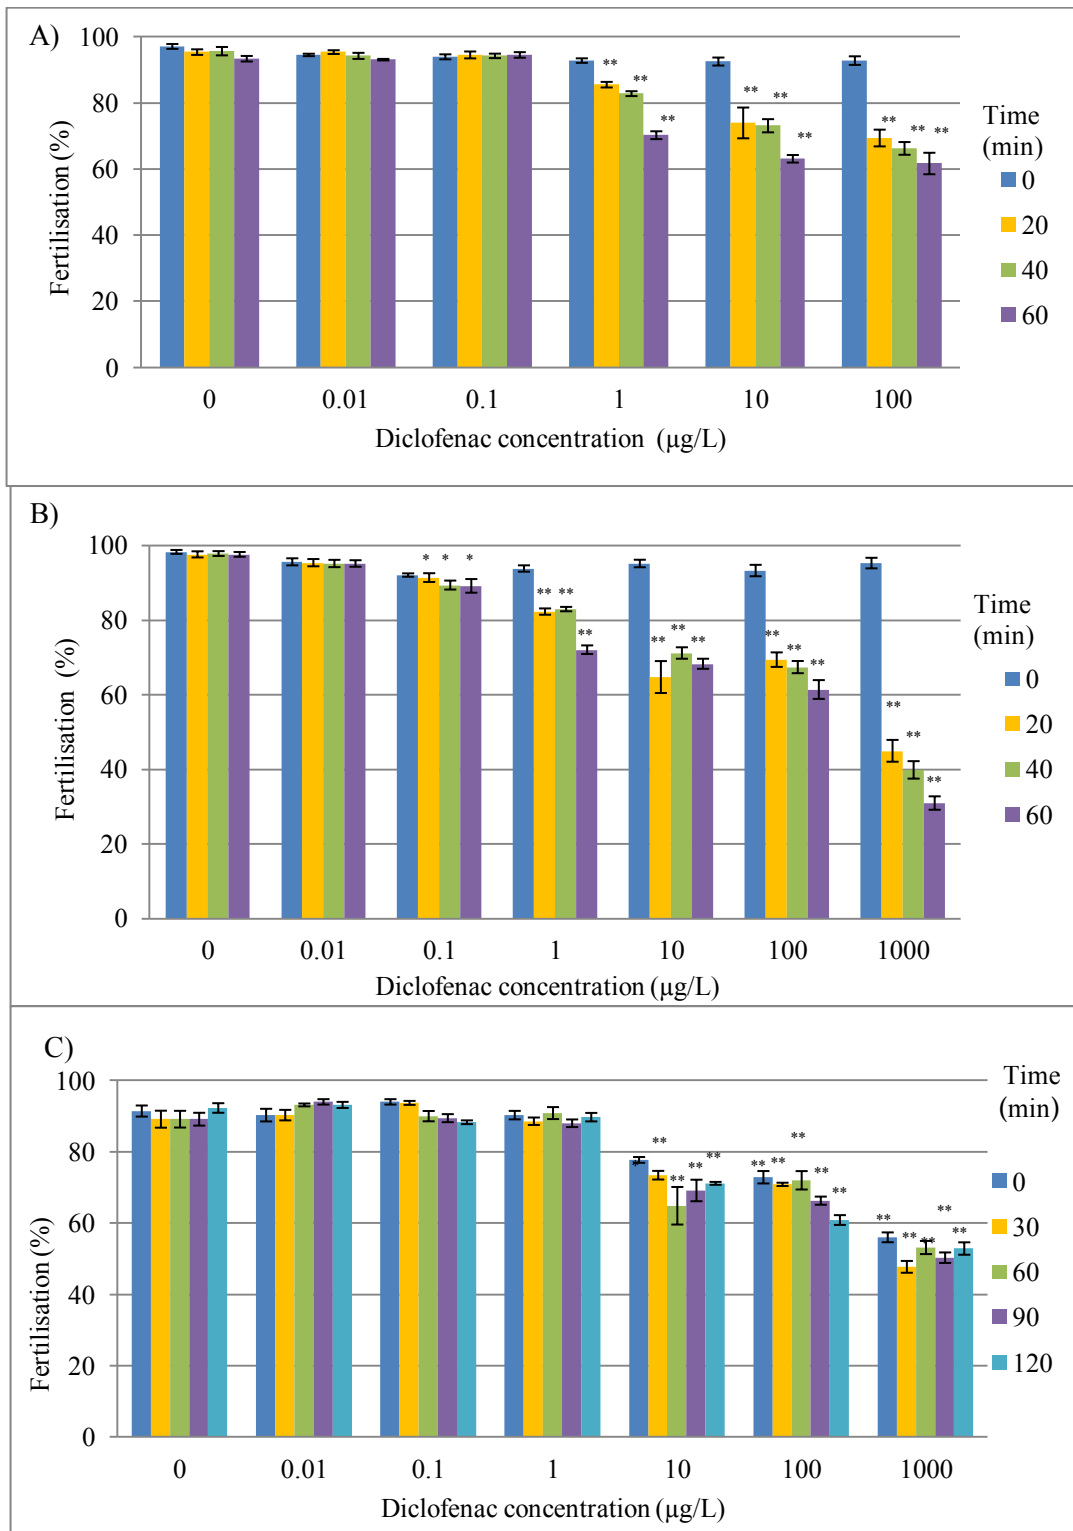 A)
100
80
60
40
20
0
Fertilisation (%)
** ** **
** ** **
** ** **
0 0.01 0.1 1 10 100
Diclofenac concentration (µg/L)
Time
(min)
0
20
40
60
B)
100
80
60
40
20
0
Fertilisation (%)
* * *
** ** **
** ** **
** ** **
** ** **
0 0.01 0.1 1 10 100 1000
Diclofenac concentration (µg/L)
Time
(min)
0
20
40
60
C)
100
80
60
40
20
0
Fertilisation (%)
* ** ** ** **
** ** ** ** **
** ** ** ** **
0 0.01 0.1 1 10 100 1000
Diclofenac concentration (µg/L)
Time
(min)
0
30
60
90
120